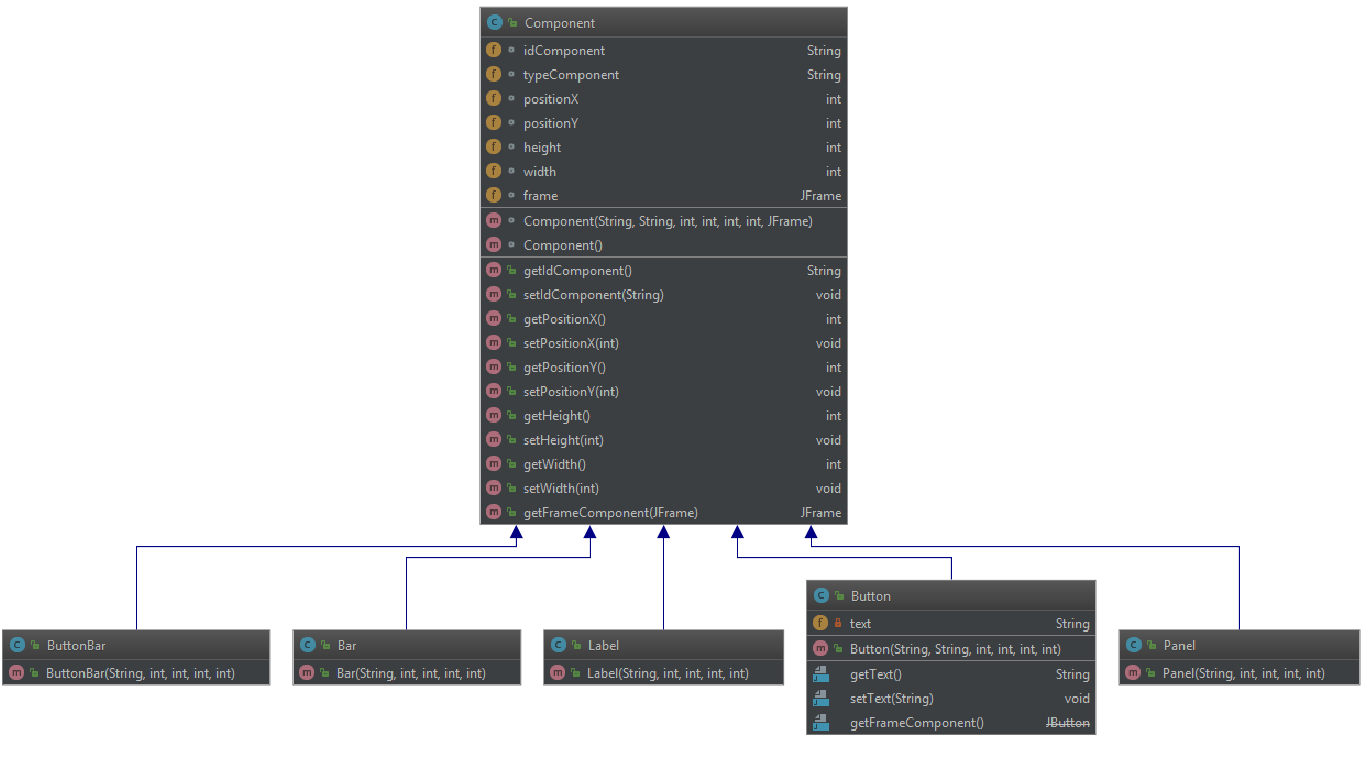 Component
idComponent String
typeComponent String
positionX int
positionY int
height int
width int
frame JFrame
Component(String, String, int, int, int, int, JFrame)
Component()
getIdComponent() String
setIdComponent(String) void
getPositionX() int
setPositionX(int) void
getPositionY() int
setPositionY(int) void
getHeight() int
setHeight(int) void
getWidth() int
setWidth(int) void
getFrameComponent(JFrame) JFrame
ButtonBar
ButtonBar(String, int, int, int, int)
Bar
Bar(String, int, int, int, int)
Label
Label(String, int, int, int, int)
Button
text String
Button(String, String, int, int, int, int)
getText() String
setText(String) void
getFrameComponent() JButton
Panel
Panel(String, int, int, int, int)